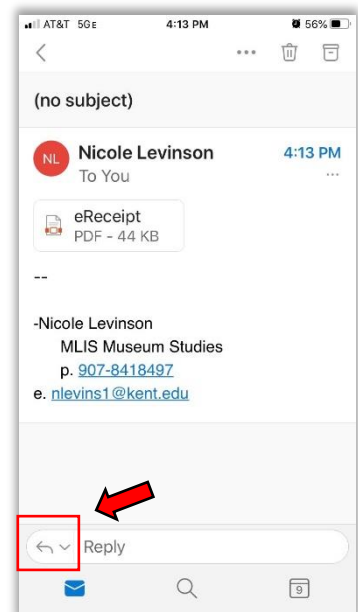 AT&T 5GE 4:13 PM 56%
(no subject)
NL Nicole Levinson 4:13 PM
To You
eReceipt
PDF - 44 KB
--
-Nicole Levinson
MLIS Museum Studies
p. 907-8418497
e. nlevins1@kent.edu
Reply
9